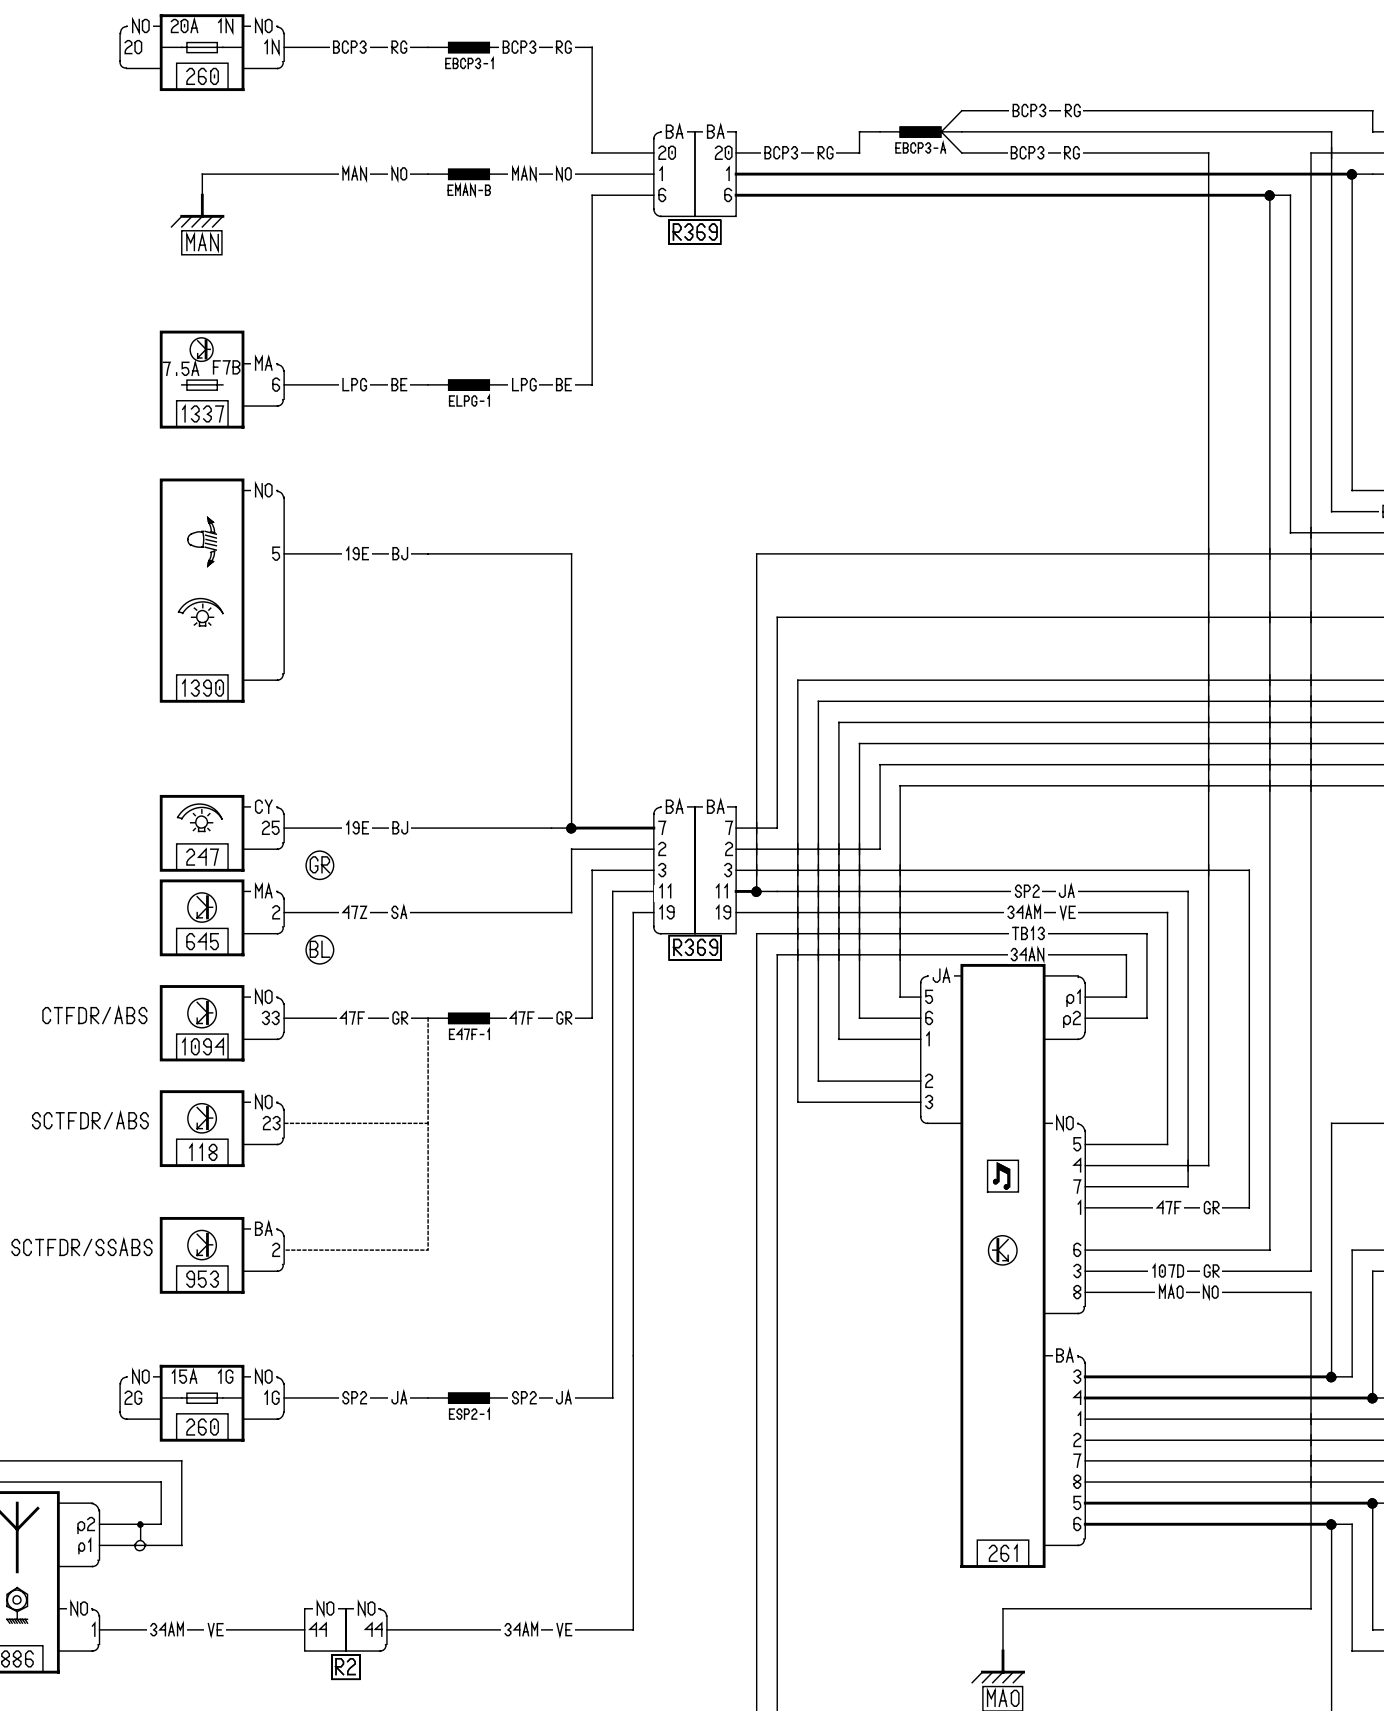 NO 20A 1N NO
20 1N BCP3 RG BCP3 RG
EBCP3-1
260
BCP3 RG
BA BA
20 20 BCP3 RG EBCP3-A BCP3 RG
MAN NO MAN NO 1 1
EMAN-B
6 6
R369
MAN
7.5A F7B MA
6 LPG BE LPG BE
ELPG-1
1337
NO
5 19E BJ
1390
CY
25 19E BJ
247
GR
BA BA
7 7
2 2
3 3
11 11 SP2 JA
19 19 34AM VE
R369
TB13
34AN
MA
2 47Z SA
645
BL
JA
5 p1
6 p2
1
2
3
CTFDR/ABS
NO
33 47F GR 47F GR
E47F-1
1094
SCTFDR/ABS
NO
23
118
NO
5
4
7
1 47F GR
6
3 107D GR
8 MAO NO
SCTFDR/SSABS
BA
2
953
BA
3
4
1
2
7
8
5
6
261
NO 15A 1G NO
2G 1G SP2 JA SP2 JA
ESP2-1
260
p2
p1
NO
1 34AM VE
NO NO
44 44 34AM VE
R2
886
MAO